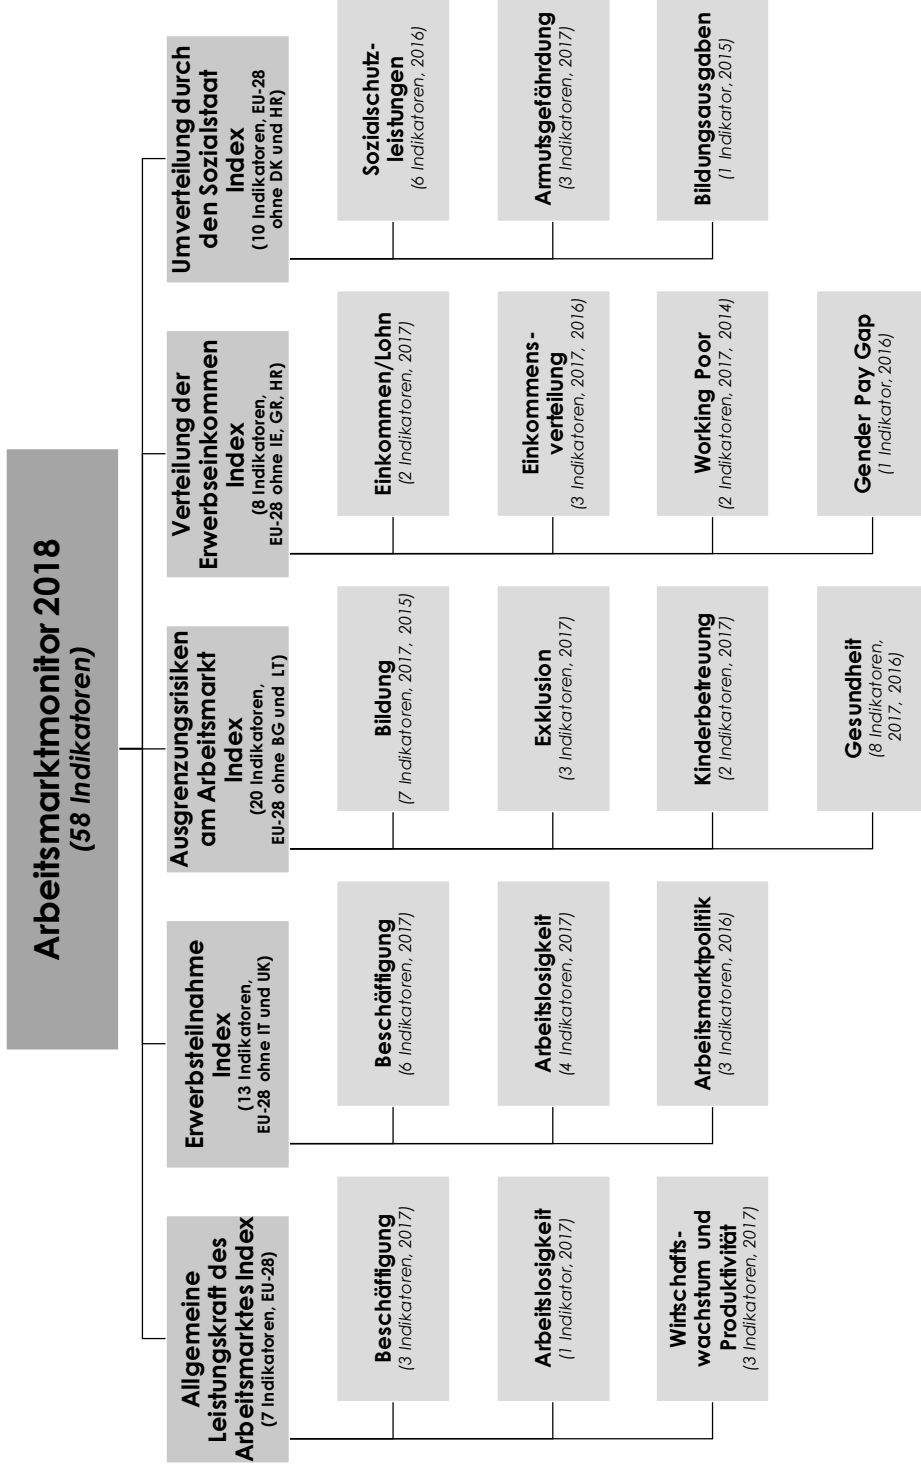 Arbeitsmarktmonitor 2018
(58 Indikatoren)
Allgemeine
Leistungskraft des
Arbeitsmarktes Index
(7 Indikatoren, EU-28)
Beschäftigung
(3 Indikatoren, 2017)
Arbeitslosigkeit
(1 Indikator, 2017)
Wirtschafts-
wachstum und
Produktivität
(3 Indikatoren, 2017)
Erwerbsteilnahme
Index
(13 Indikatoren,
EU-28 ohne IT und UK)
Beschäftigung
(6 Indikatoren, 2017)
Arbeitslosigkeit
(4 Indikatoren, 2017)
Arbeitsmarktpolitik
(3 Indikatoren, 2016)
Ausgrenzungsrisiken
am Arbeitsmarkt
Index
(20 Indikatoren,
EU-28 ohne BG und LT)
Bildung
(7 Indikatoren, 2017, 2015)
Exklusion
(3 Indikatoren, 2017)
Kinderbetreuung
(2 Indikatoren, 2017)
Gesundheit
(8 Indikatoren,
2017, 2016)
Verteilung der
Erwerbseinkommen
Index
(8 Indikatoren,
EU-28 ohne IE, GR, HR)
Einkommen/Lohn
(2 Indikatoren, 2017)
Einkommens-
verteilung
(3 Indikatoren, 2017, 2016)
Working Poor
(2 Indikatoren, 2017, 2014)
Gender Pay Gap
(1 Indikator, 2016)
Umverteilung durch
den Sozialstaat
Index
(10 Indikatoren, EU-28
ohne DK und HR)
Sozialschutz-
leistungen
(6 Indikatoren, 2016)
Armutsgefährdung
(3 Indikatoren, 2017)
Bildungsausgaben
(1 Indikator, 2015)